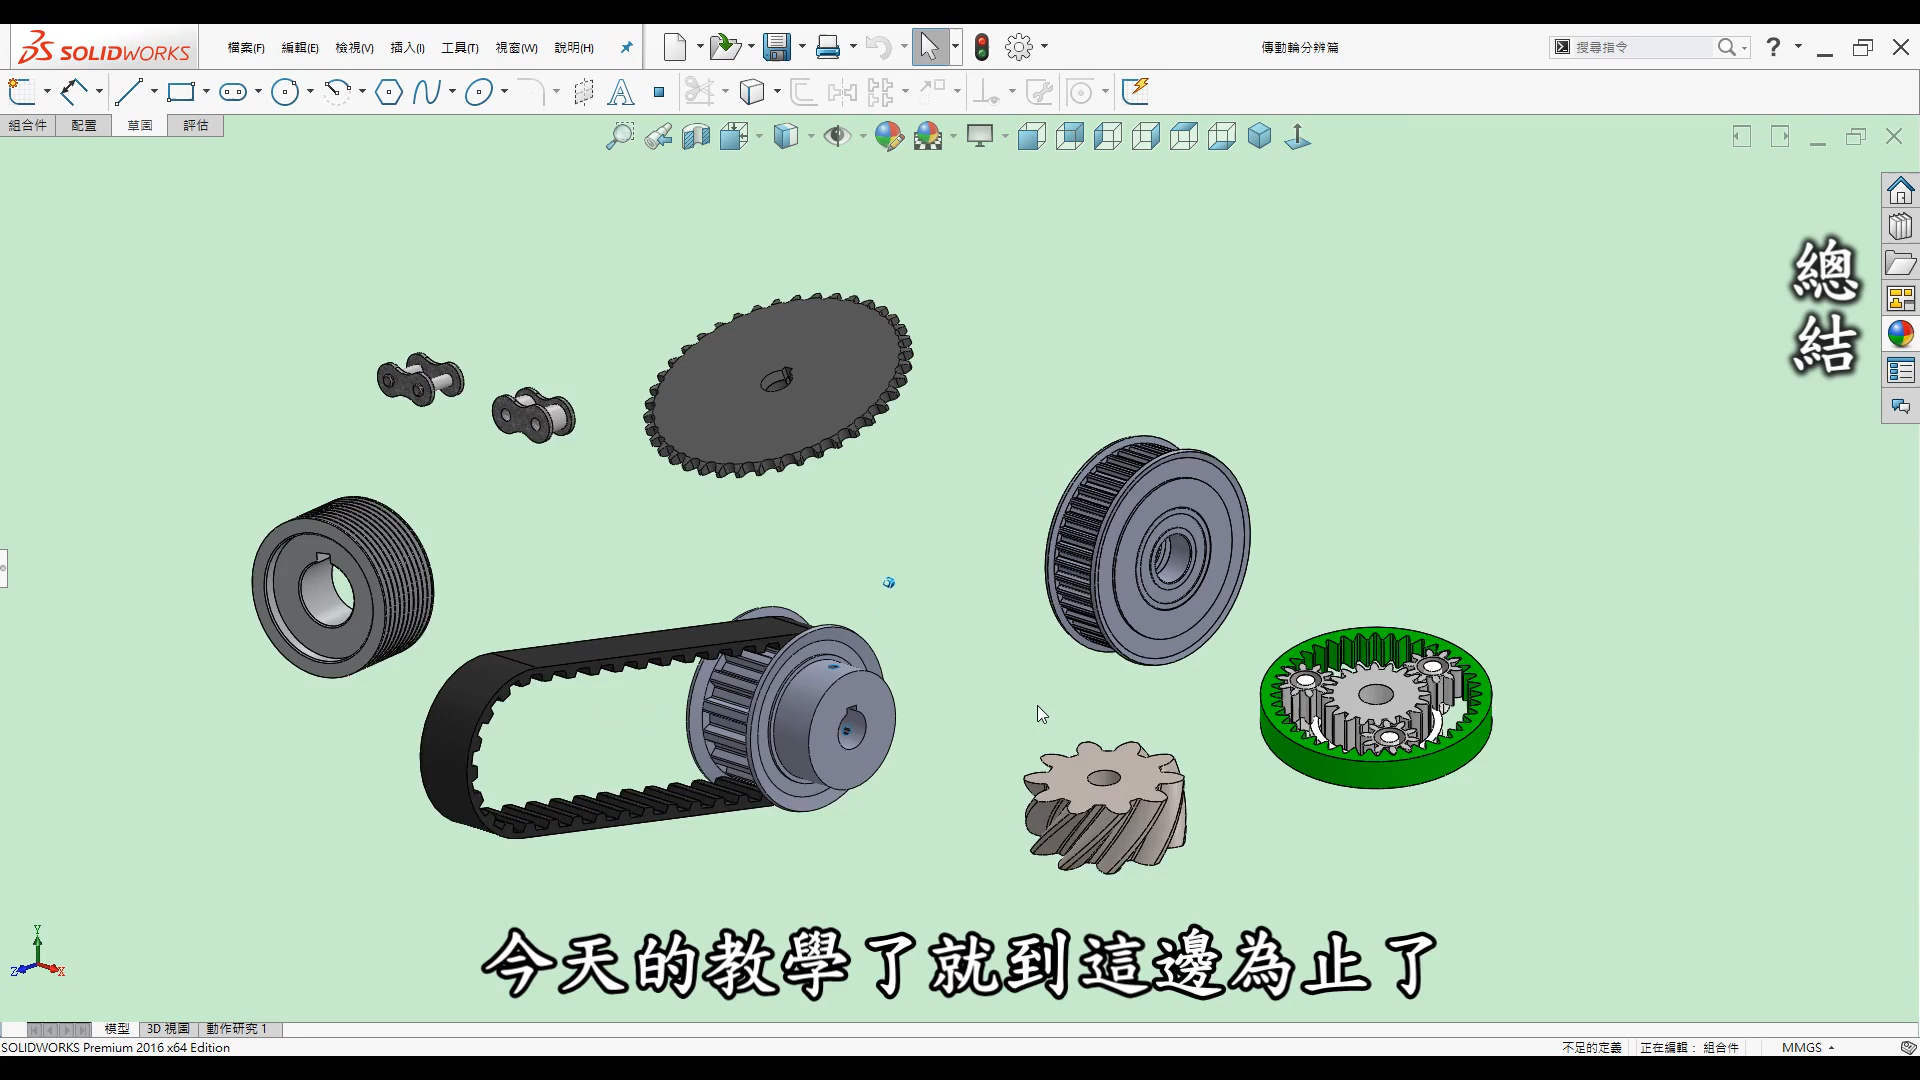 SOLIDWORKS
檔案(F) 編輯(E) 檢視(V) 插入(I) 工具(T) 視窗(W) 說明(H)
傳動輪分辨篇
搜尋指令
組合件 配置 草圖 評估
總結
今天的教學了就到這邊為止了
模型 3D 視圖 動作研究 1
SOLIDWORKS Premium 2016 x64 Edition
不足的定義 正在編輯： 組合件 MMGS
Y
Z X